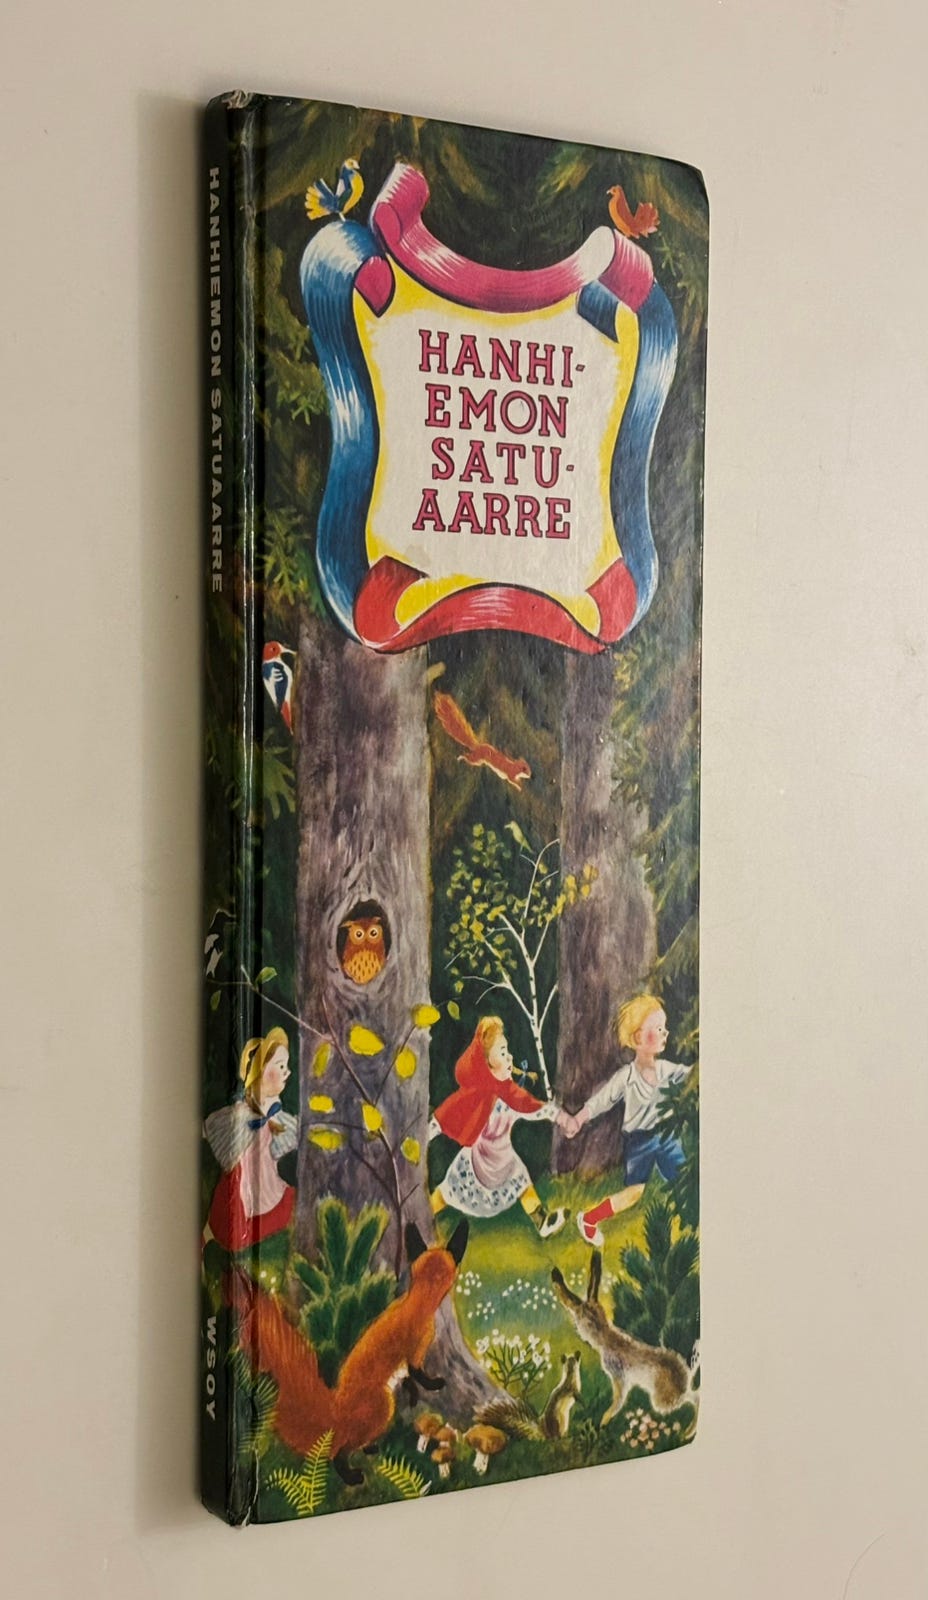 HANHI-
EMON
SATU-
AARRE
HANHIEMON SATUAARRE
WSOY